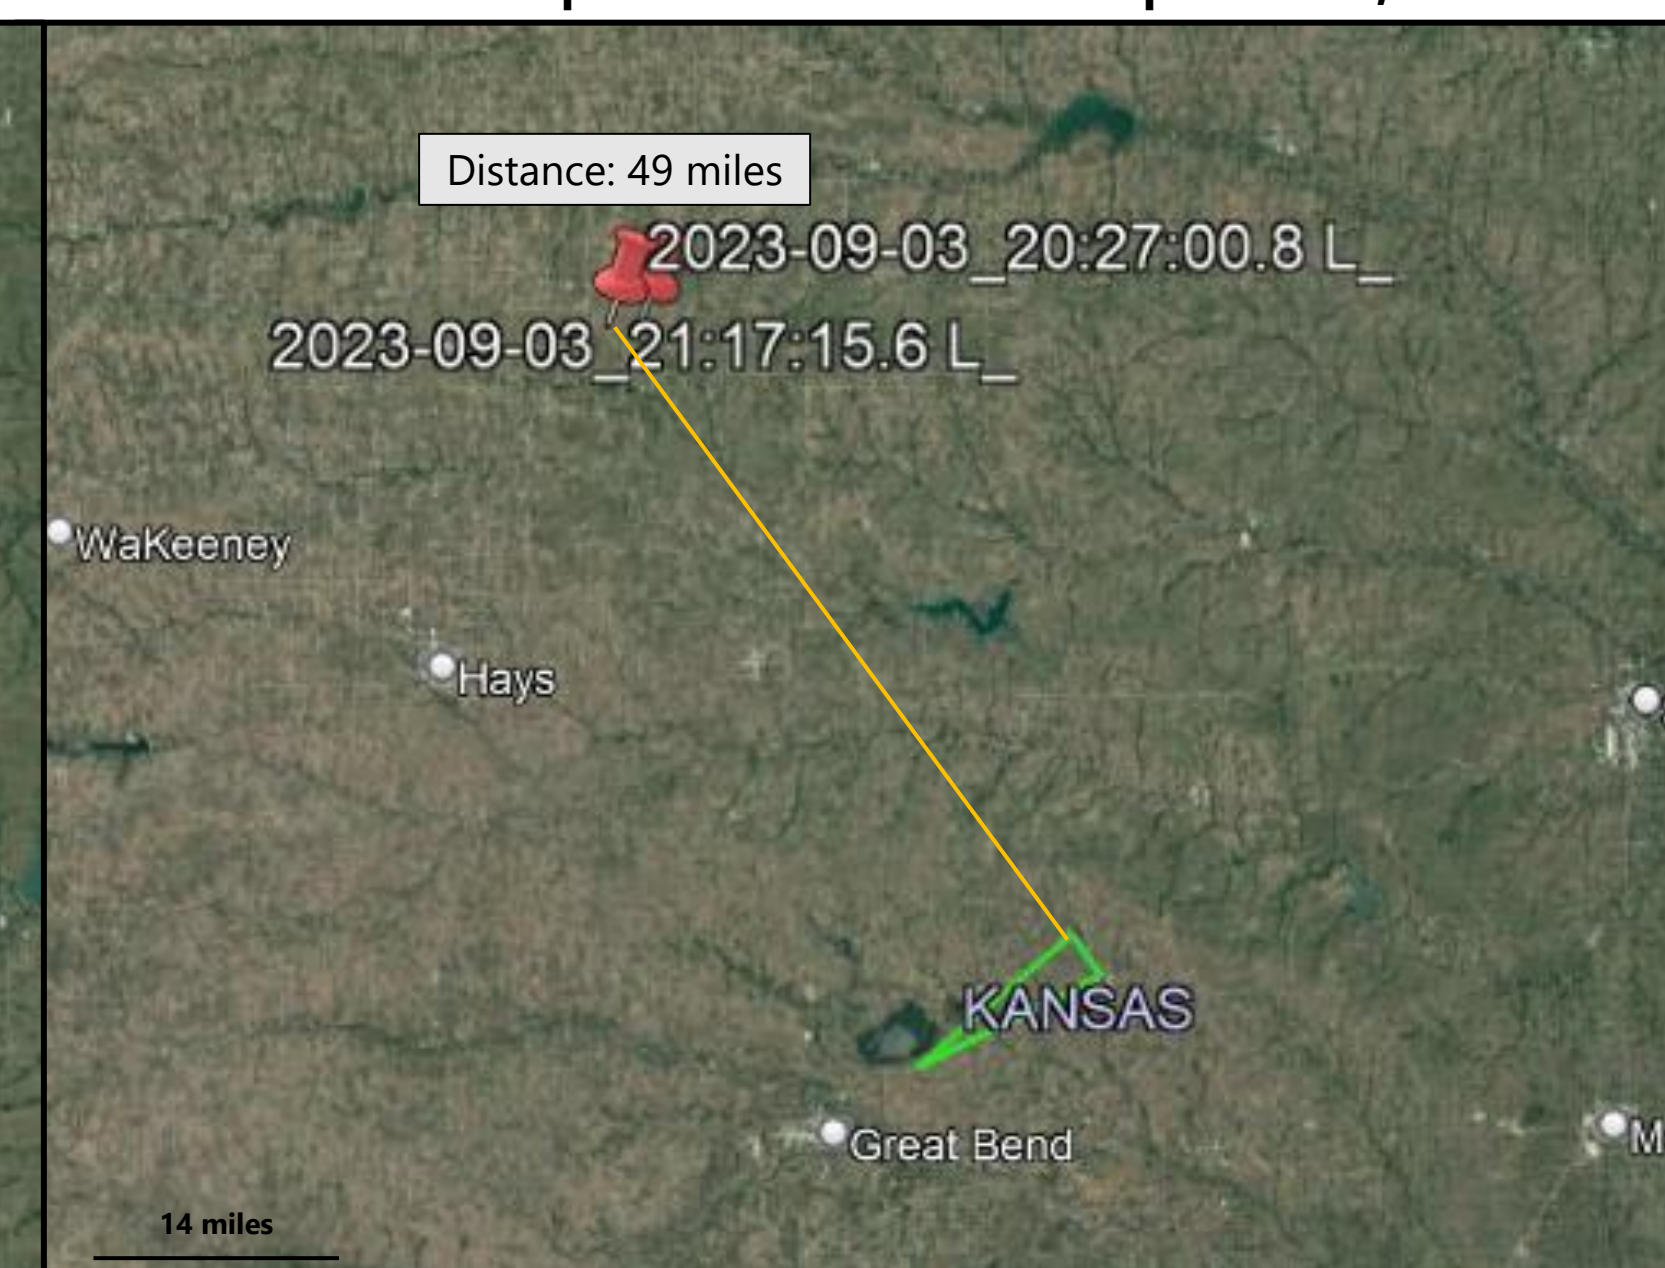 Distance: 49 miles
2023-09-03_20:27:00.8 L_
2023-09-03_21:17:15.6 L_
WaKeeney
Hays
KANSAS
Great Bend
M
14 miles